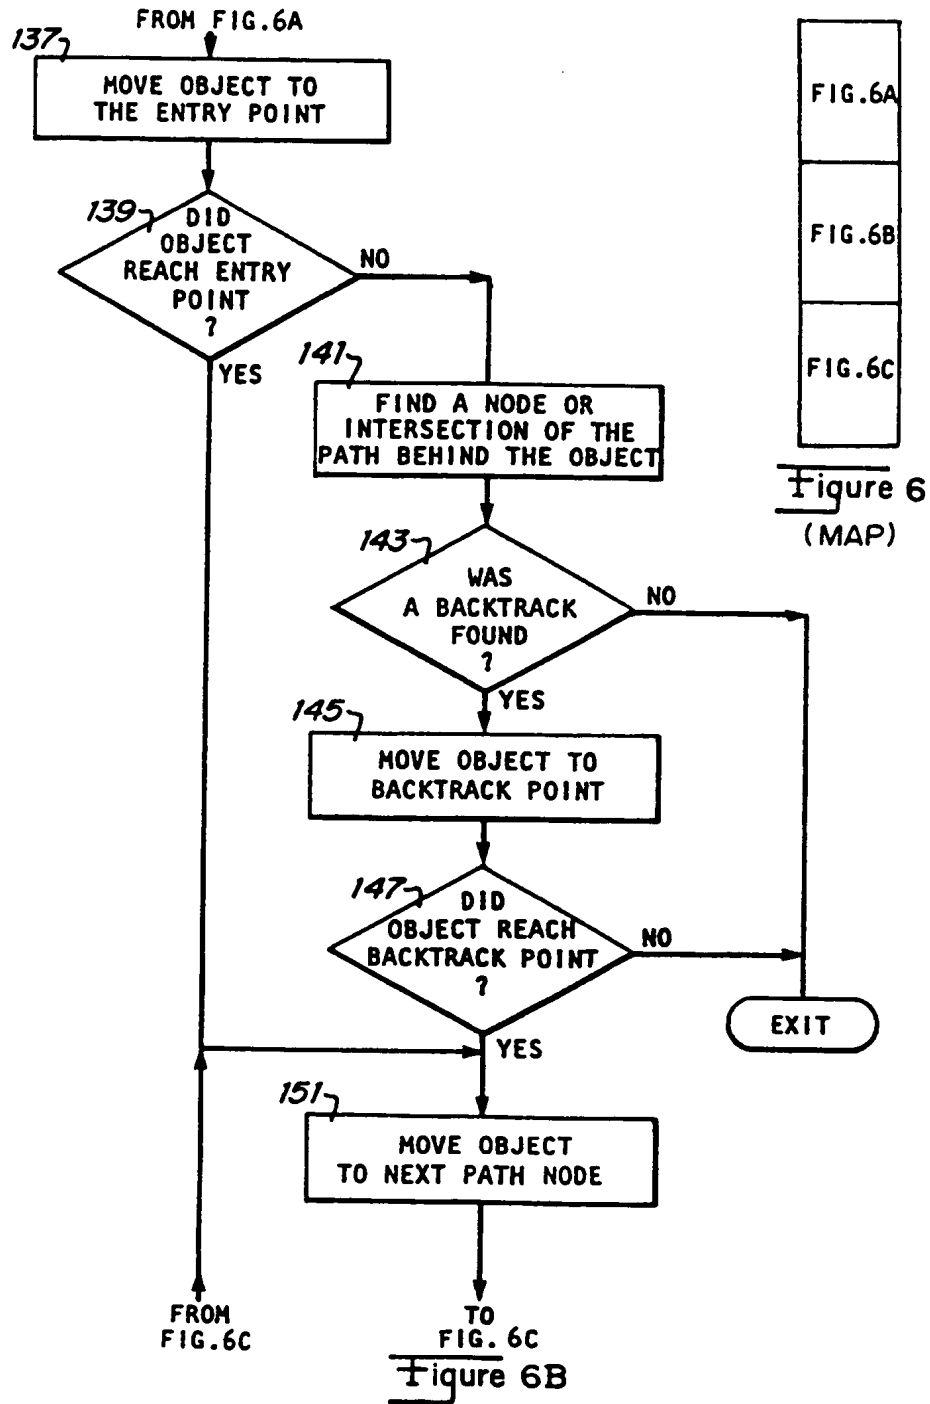 FROM FIG.6A
137
MOVE OBJECT TO
THE ENTRY POINT
139
DID
OBJECT
REACH ENTRY
POINT
?
NO
YES
141
FIND A NODE OR
INTERSECTION OF THE
PATH BEHIND THE OBJECT
143
WAS
A BACKTRACK
FOUND
?
NO
YES
145
MOVE OBJECT TO
BACKTRACK POINT
147
DID
OBJECT REACH
BACKTRACK POINT
?
NO
EXIT
YES
151
MOVE OBJECT
TO NEXT PATH NODE
FROM
FIG.6C
TO
FIG. 6C
Figure 6B
FIG.6A
FIG.6B
FIG.6C
Figure 6
(MAP)